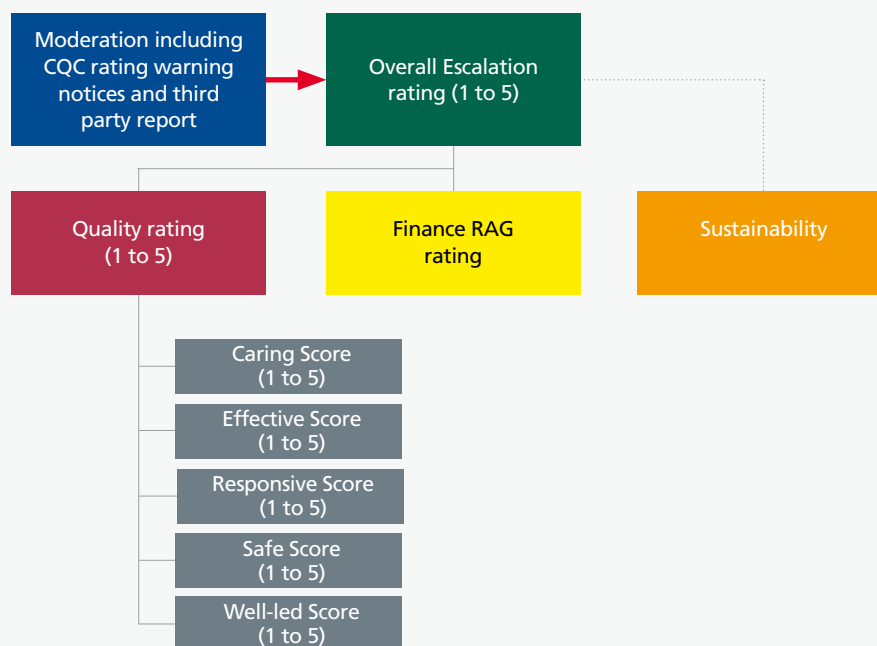 Moderation including
CQC rating warning
notices and third
party report
Overall Escalation
rating (1 to 5)
Quality rating
(1 to 5)
Finance RAG
rating
Sustainability
Caring Score
(1 to 5)
Effective Score
(1 to 5)
Responsive Score
(1 to 5)
Safe Score
(1 to 5)
Well-led Score
(1 to 5)